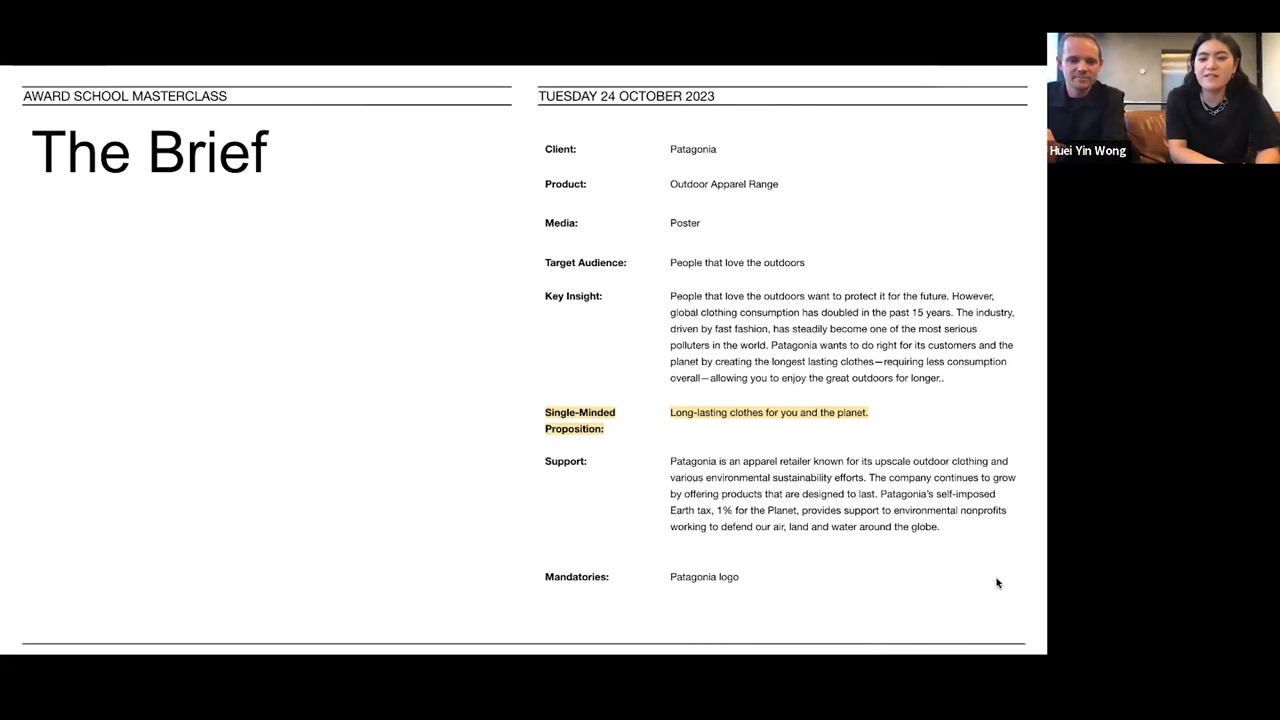 AWARD SCHOOL MASTERCLASS
TUESDAY 24 OCTOBER 2023
The Brief
Client: Patagonia
Product: Outdoor Apparel Range
Media: Poster
Target Audience: People that love the outdoors
Key Insight: People that love the outdoors want to protect it for the future. However,
global clothing consumption has doubled in the past 15 years. The industry,
driven by fast fashion, has steadily become one of the most serious
polluters in the world. Patagonia wants to do right for its customers and the
planet by creating the longest lasting clothes—requiring less consumption
overall—allowing you to enjoy the great outdoors for longer..
Single-Minded Long-lasting clothes for you and the planet.
Proposition:
Support: Patagonia is an apparel retailer known for its upscale outdoor clothing and
various environmental sustainability efforts. The company continues to grow
by offering products that are designed to last. Patagonia's self-imposed
Earth tax, 1% for the Planet, provides support to environmental nonprofits
working to defend our air, land and water around the globe.
Mandatories: Patagonia logo
Huei Yin Wong